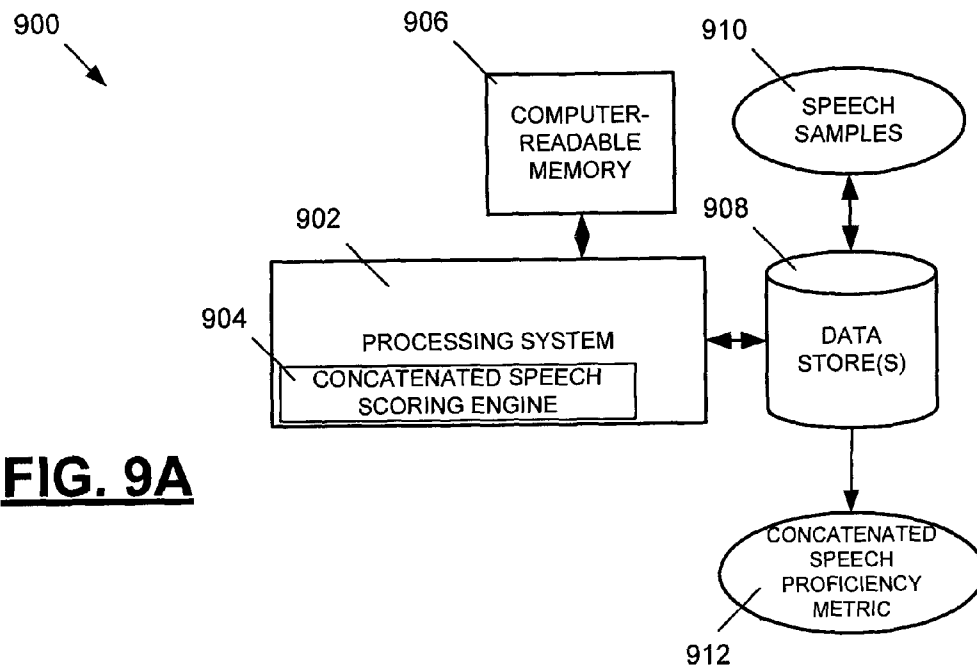 900
906
910
COMPUTER-
READABLE
MEMORY
SPEECH
SAMPLES
902
908
904
PROCESSING SYSTEM
CONCATENATED SPEECH
SCORING ENGINE
DATA
STORE(S)
FIG. 9A
CONCATENATED
SPEECH
PROFICIENCY
METRIC
912